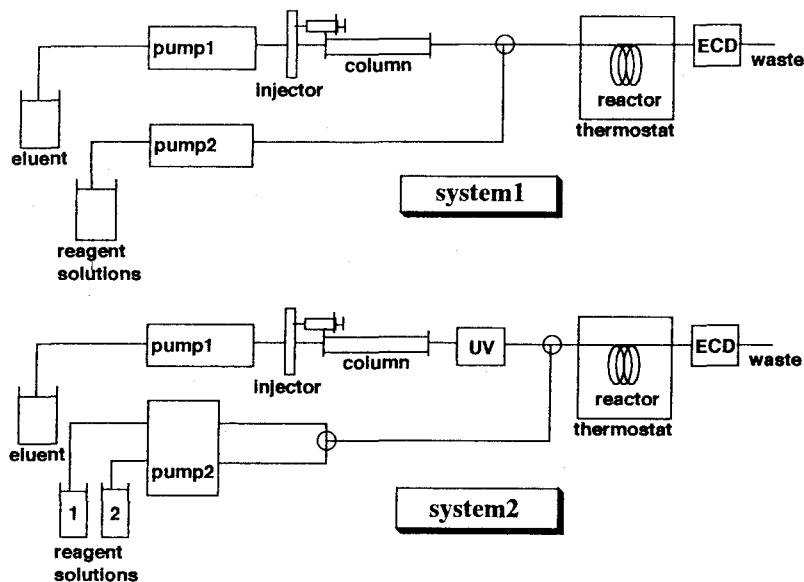 pump1
injector
column
ECD
waste
reactor
thermostat
eluent
pump2
reagent
solutions
system1
pump1
injector
column
UV
ECD
waste
reactor
thermostat
eluent
pump2
1
2
reagent
solutions
system2